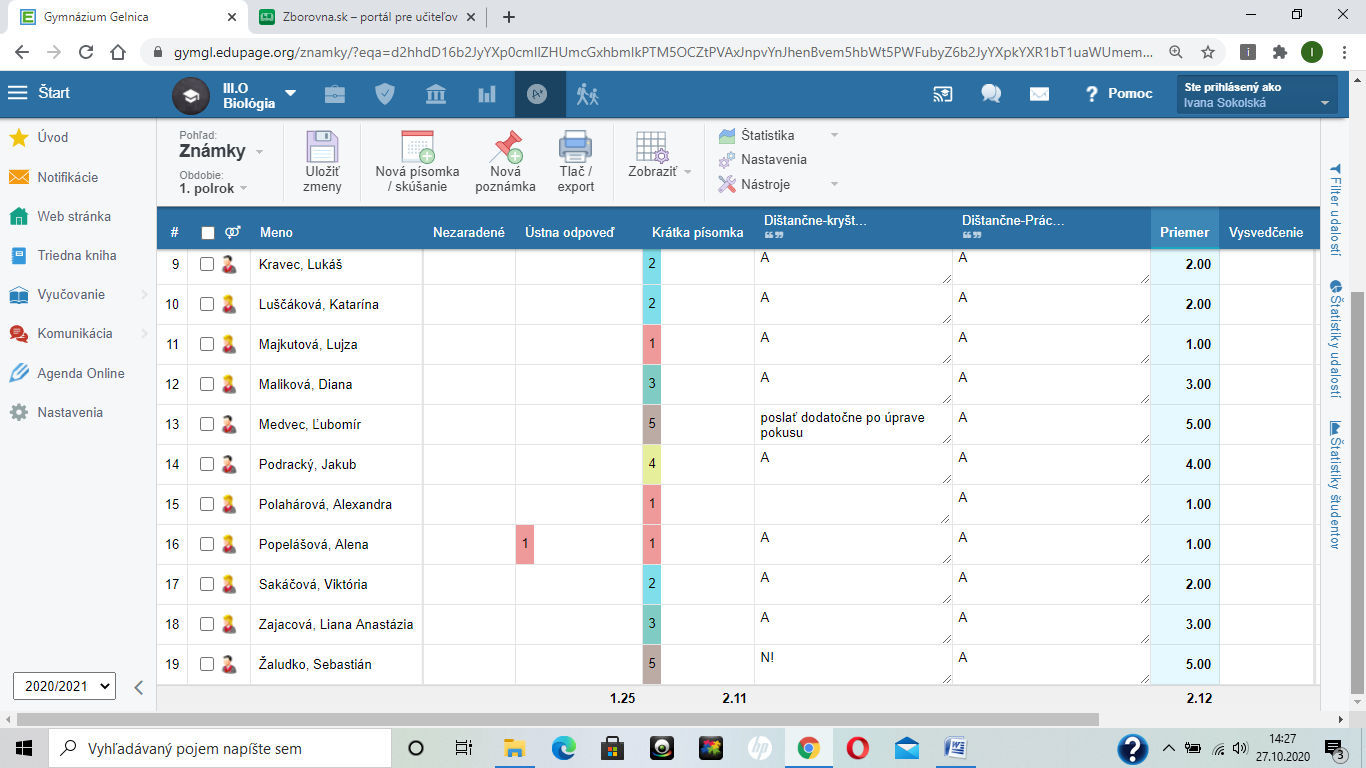 Gymnázium Gelnica
Zborovna.sk – portál pre učiteľov
gymgl.edupage.org/znamky/?eqa=
Štart
III.O
Biológia
Pomoc
Ste prihlásený ako
Ivana Sokolská
Úvod
Notifikácie
Web stránka
Triedna kniha
Vyučovanie
Komunikácia
Agenda Online
Nastavenia
2020/2021
Pohľad:
Známky
Obdobie:
1. polrok
Uložiť
zmeny
Nová písomka
/ skúšanie
Nová
poznámka
Tlač /
export
Zobraziť
Štatistika
Nastavenia
Nástroje
# Meno Nezaradené Ústna odpoveď Krátka písomka Dištančne-kryšt... Dištančne-Prác... Priemer Vysvedčenie
9 Kravec, Lukáš 2 A A 2.00
10 Luščáková, Katarína 2 A A 2.00
11 Majkutová, Lujza 1 A A 1.00
12 Maliková, Diana 3 A A 3.00
13 Medvec, Ľubomír 5 poslať dodatočne po úprave pokusu A 5.00
14 Podracký, Jakub 4 A A 4.00
15 Polahárová, Alexandra 1 A 1.00
16 Popelášová, Alena 1 1 A A 1.00
17 Sakáčová, Viktória 2 A A 2.00
18 Zajacová, Liana Anastázia 3 A A 3.00
19 Žaludko, Sebastián 5 N! A 5.00
1.25 2.11 2.12
Filter udalostí
Štatistiky udalostí
Štatistiky študentov
Vyhľadávaný pojem napíšte sem
14:27
27.10.2020
3